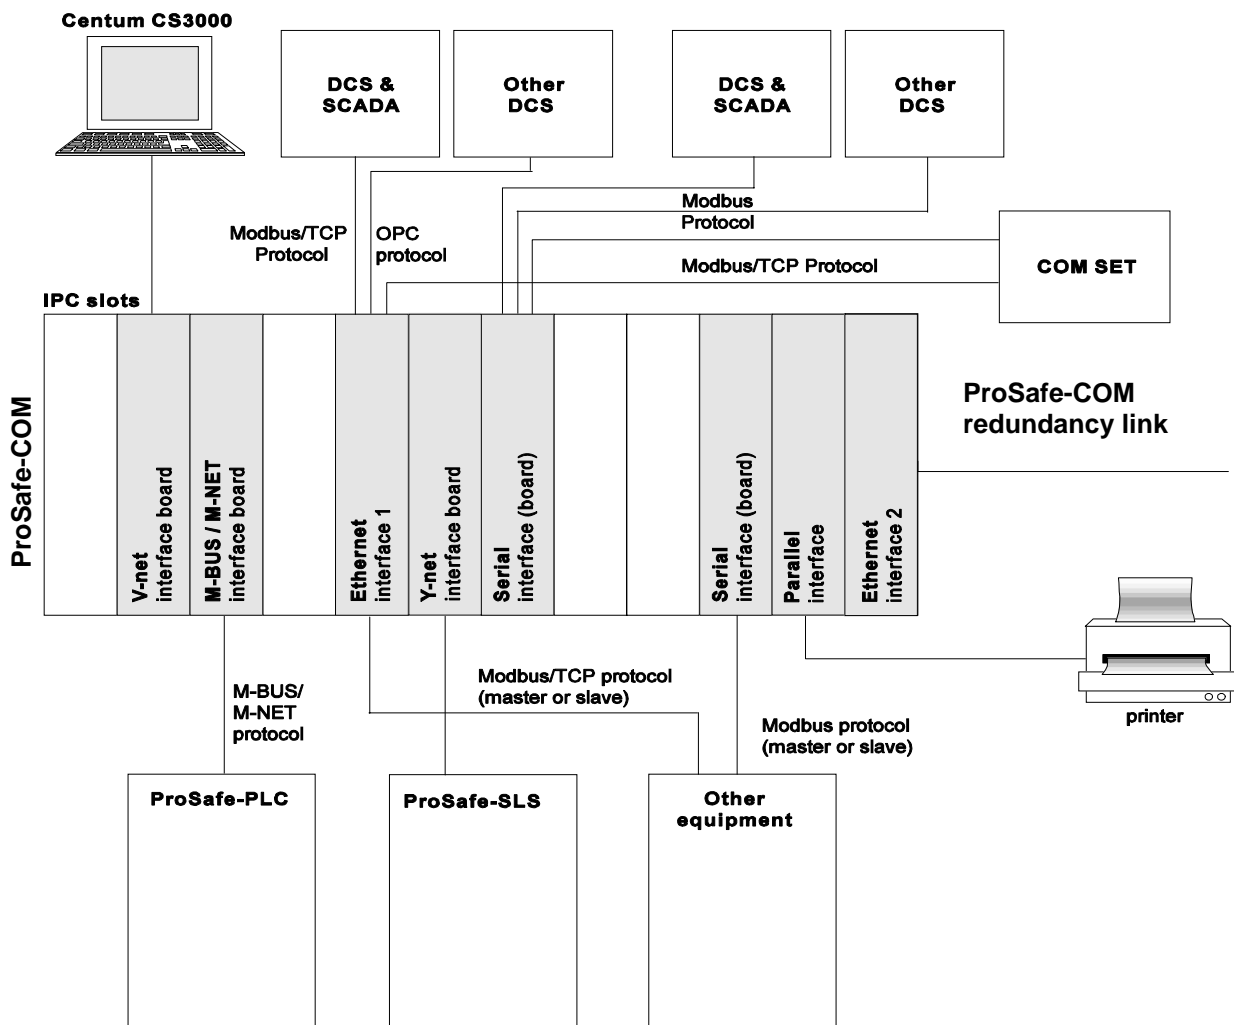 Centum CS3000
DCS &
SCADA
Other
DCS
DCS &
SCADA
Other
DCS
Modbus/TCP
Protocol
OPC
protocol
Modbus
Protocol
Modbus/TCP Protocol
COM SET
IPC slots
ProSafe-COM
V-net
interface board
M-BUS / M-NET
interface board
Ethernet
interface 1
Y-net
interface board
Serial
interface (board)
Serial
interface (board)
Parallel
interface
Ethernet
interface 2
ProSafe-COM
redundancy link
M-BUS/
M-NET
protocol
Modbus/TCP protocol
(master or slave)
Modbus protocol
(master or slave)
printer
ProSafe-PLC
ProSafe-SLS
Other
equipment